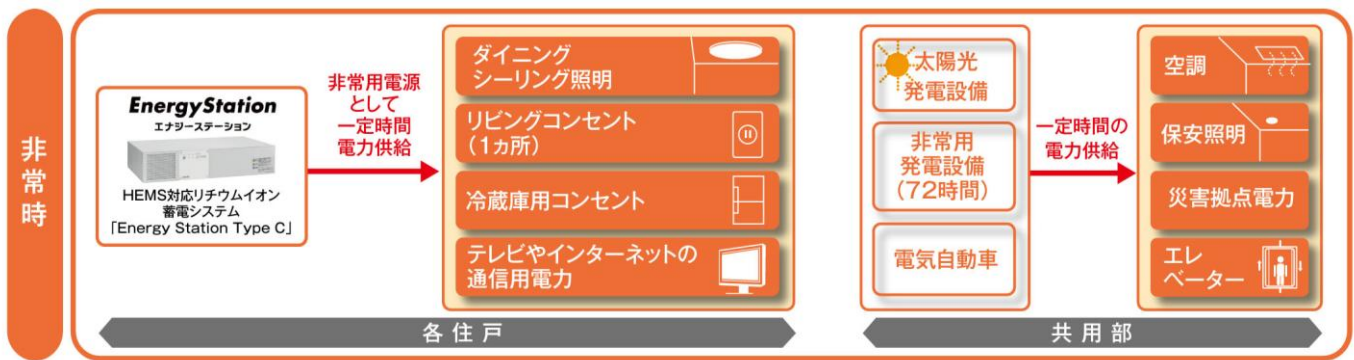 非常時
EnergyStation
エナジーステーション
HEMS対応リチウムイオン
蓄電システム
「Energy Station Type C」
非常用電源
として
一定時間
電力供給
ダイニング
シーリング照明
リビングコンセント
（1ヵ所）
冷蔵庫用コンセント
テレビやインターネットの
通信用電力
各住戸
太陽光
発電設備
非常用
発電設備
（72時間）
電気自動車
一定時間の
電力供給
空調
保安照明
災害拠点電力
エレ
ベーター
共用部